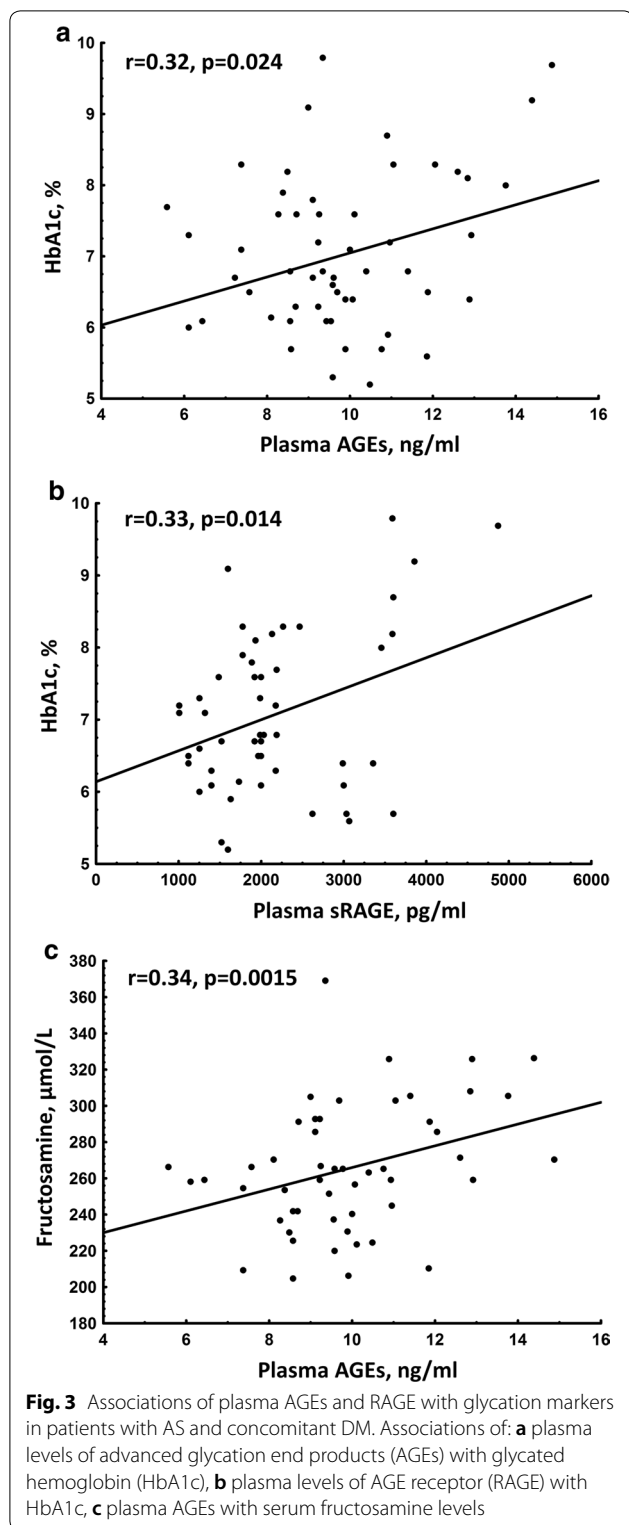 a
r=0.32, p=0.024
10
9
8
7
6
5
HbA1c, %
4 6 8 10 12 14 16
Plasma AGEs, ng/ml
b
r=0.33, p=0.014
10
9
8
7
6
5
HbA1c, %
0 1000 2000 3000 4000 5000 6000
Plasma sRAGE, pg/ml
c
r=0.34, p=0.0015
380
360
340
320
300
280
260
240
220
200
180
Fructosamine, µmol/L
4 6 8 10 12 14 16
Plasma AGEs, ng/ml
Fig. 3 Associations of plasma AGEs and RAGE with glycation markers
in patients with AS and concomitant DM. Associations of: a plasma
levels of advanced glycation end products (AGEs) with glycated
hemoglobin (HbA1c), b plasma levels of AGE receptor (RAGE) with
HbA1c, c plasma AGEs with serum fructosamine levels